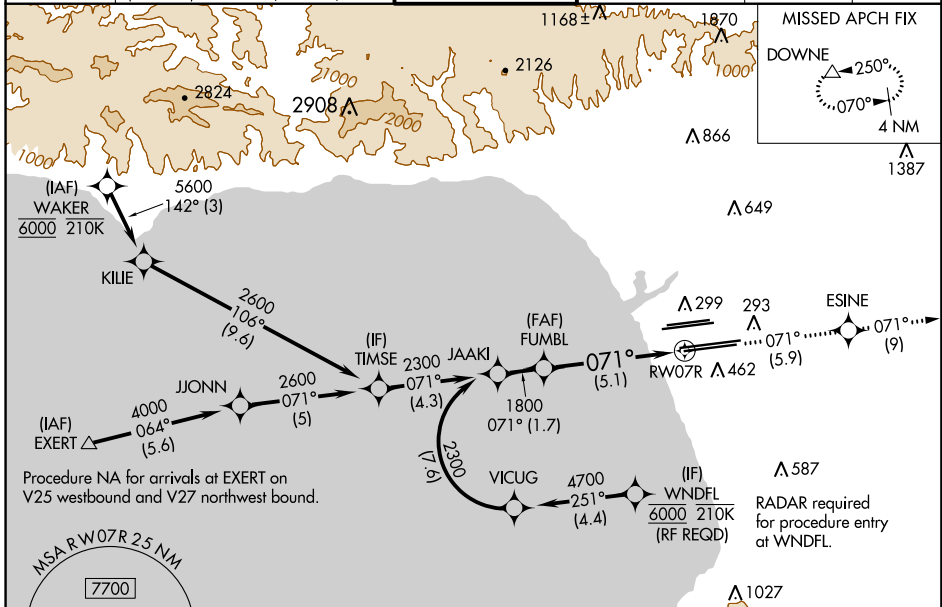 1168±
1870
MISSED APCH FIX
DOWNE
250°
070°
4 NM
1000
2126
1000
2824
2908
2000
866
1000
1387
(IAF)
WAKER
6000 210K
5600
142° (3)
649
KILIE
2600
106°
(9.6)
299
293
ESINE
(FAF)
FUMBL
(IF)
TIMSE
JAAKI
2300
071°
(4.3)
071°
(5.1)
RW07R
071°
(5.9)
071°
(9)
462
JJONN
2600
071°
(5)
1800
071° (1.7)
4000
064°
(5.6)
(IAF)
EXERT
2300
(7.6)
Procedure NA for arrivals at EXERT on
V25 westbound and V27 northwest bound.
VICUG
4700
251°
(4.4)
(IF)
WNDFL
6000 210K
(RF REQD)
587
RADAR required
for procedure entry
at WNDFL.
MSA RW07R 25 NM
7700
1027